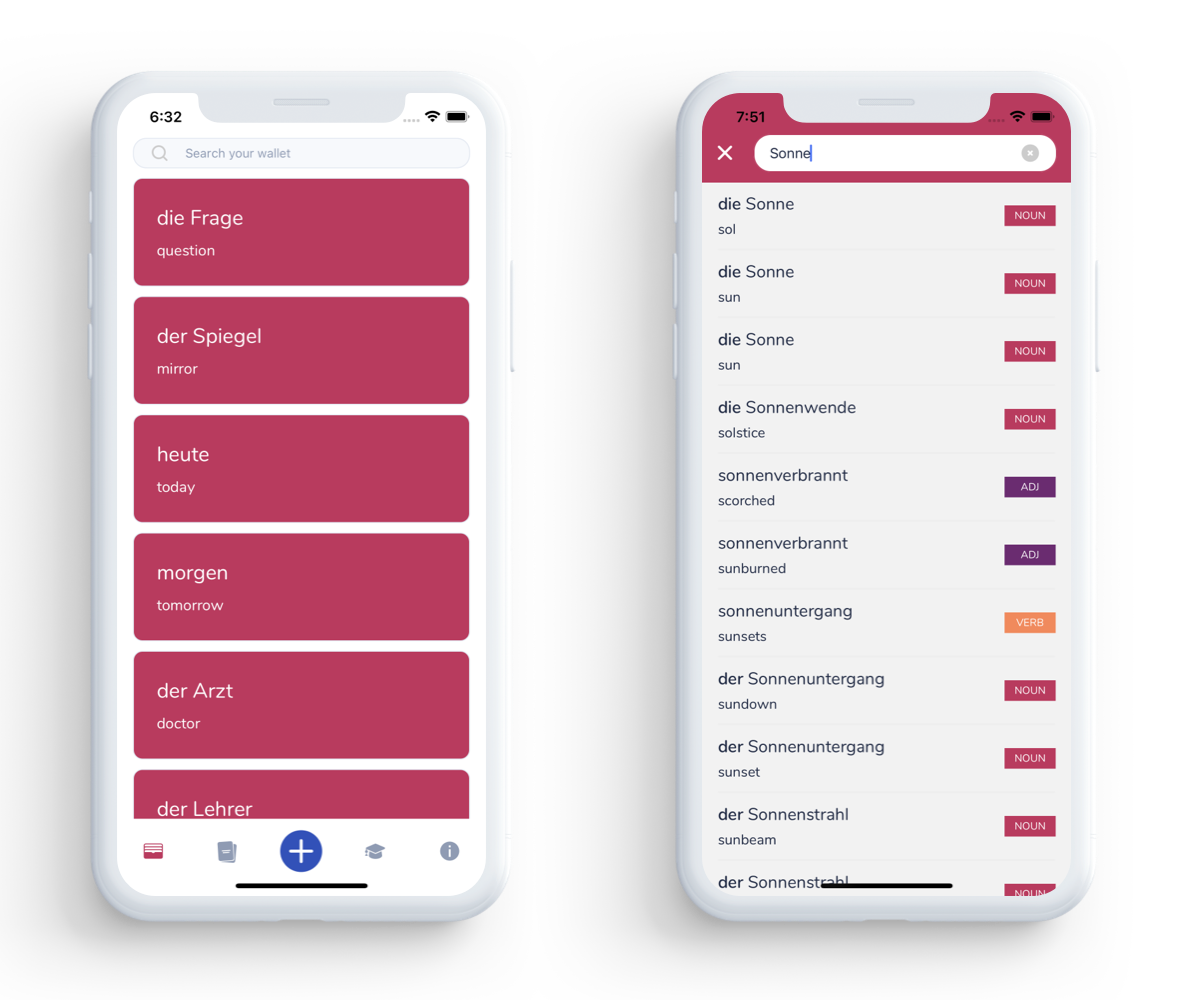 6:32
Search your wallet
die Frage
question
der Spiegel
mirror
heute
today
morgen
tomorrow
der Arzt
doctor
der Lehrer
7:51
Sonne
die Sonne
NOUN
sol
die Sonne
NOUN
sun
die Sonne
NOUN
sun
die Sonnenwende
NOUN
solstice
sonnenverbrannt
ADJ
scorched
sonnenverbrannt
ADJ
sunburned
sonnenuntergang
VERB
sunsets
der Sonnenuntergang
NOUN
sundown
der Sonnenuntergang
NOUN
sunset
der Sonnenstrahl
NOUN
sunbeam
der Sonnenstrahl
NOUN